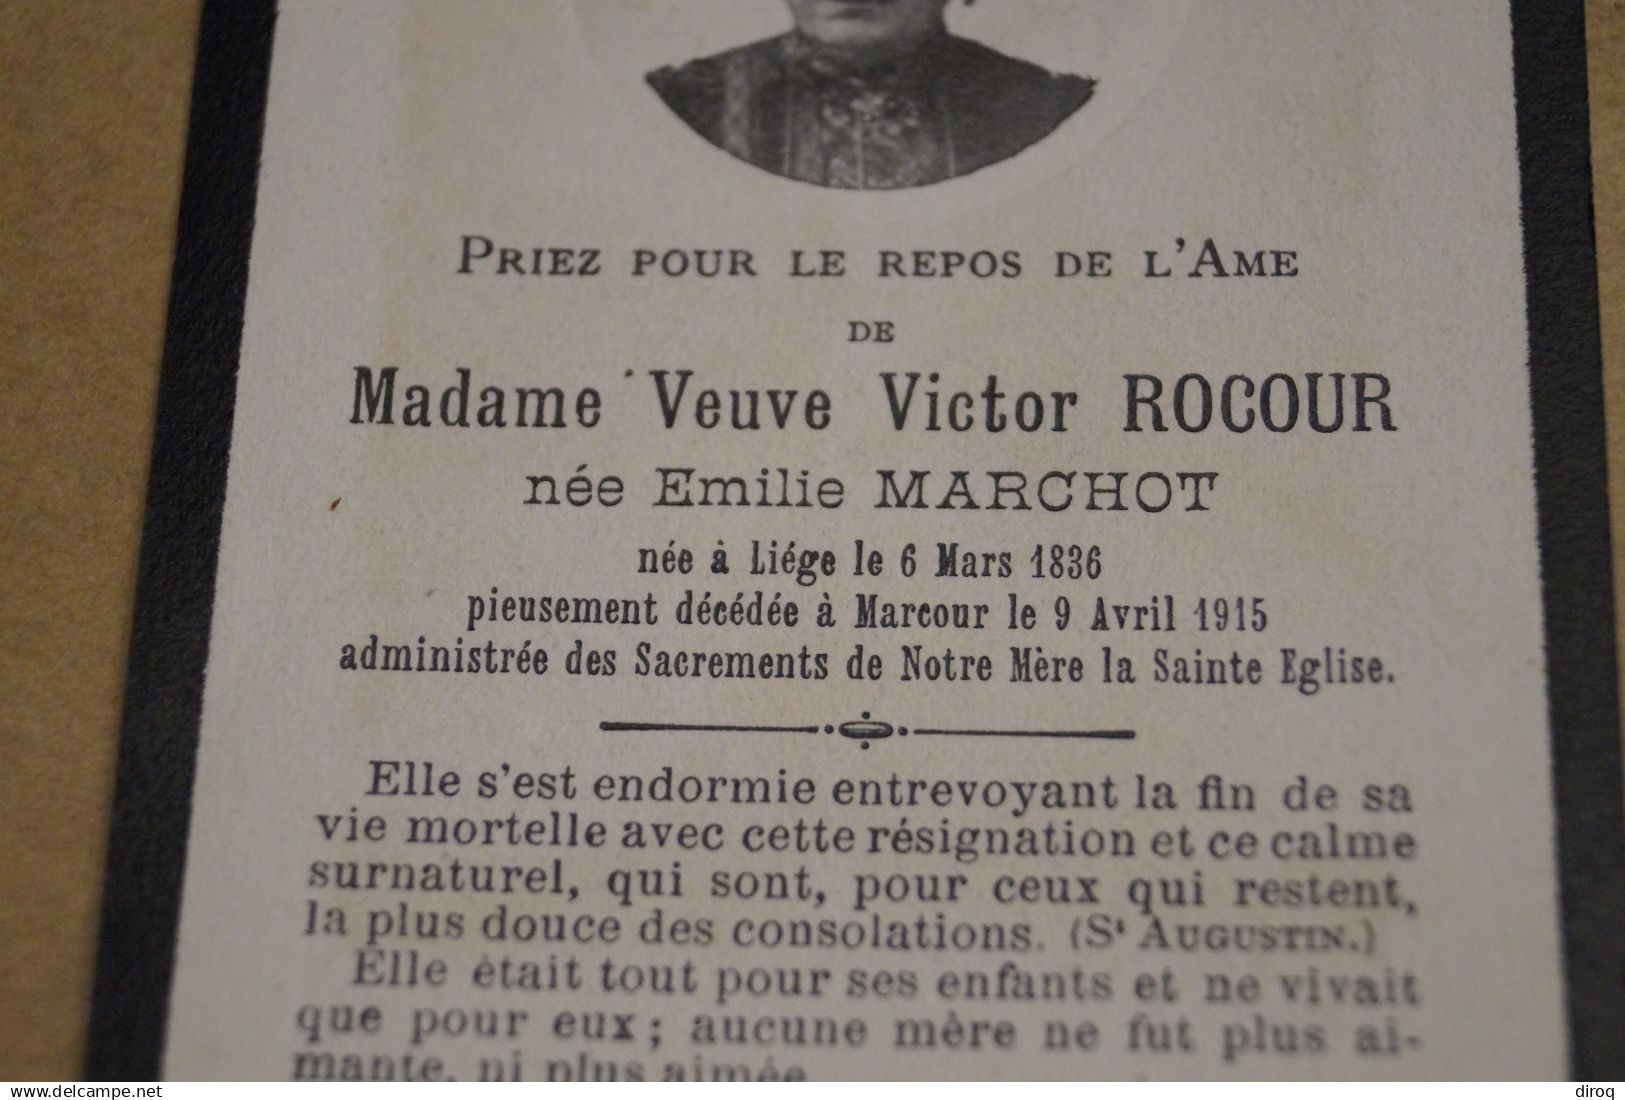 PRIEZ POUR LE REPOS DE L'AME
DE
Madame Veuve Victor ROCOUR
née Emilie MARCHOT
née à Liége le 6 Mars 1836
pieusement décédée à Marcour le 9 Avril 1915
administrée des Sacrements de Notre Mère la Sainte Eglise.
Elle s'est endormie entrevoyant la fin de sa
vie mortelle avec cette résignation et ce calme
surnaturel, qui sont, pour ceux qui restent,
la plus douce des consolations. (St AUGUSTIN.)
Elle était tout pour ses enfants et ne vivait
que pour eux ; aucune mère ne fut plus ai-
mante, ni plus aimée
delcampe.net
diroq